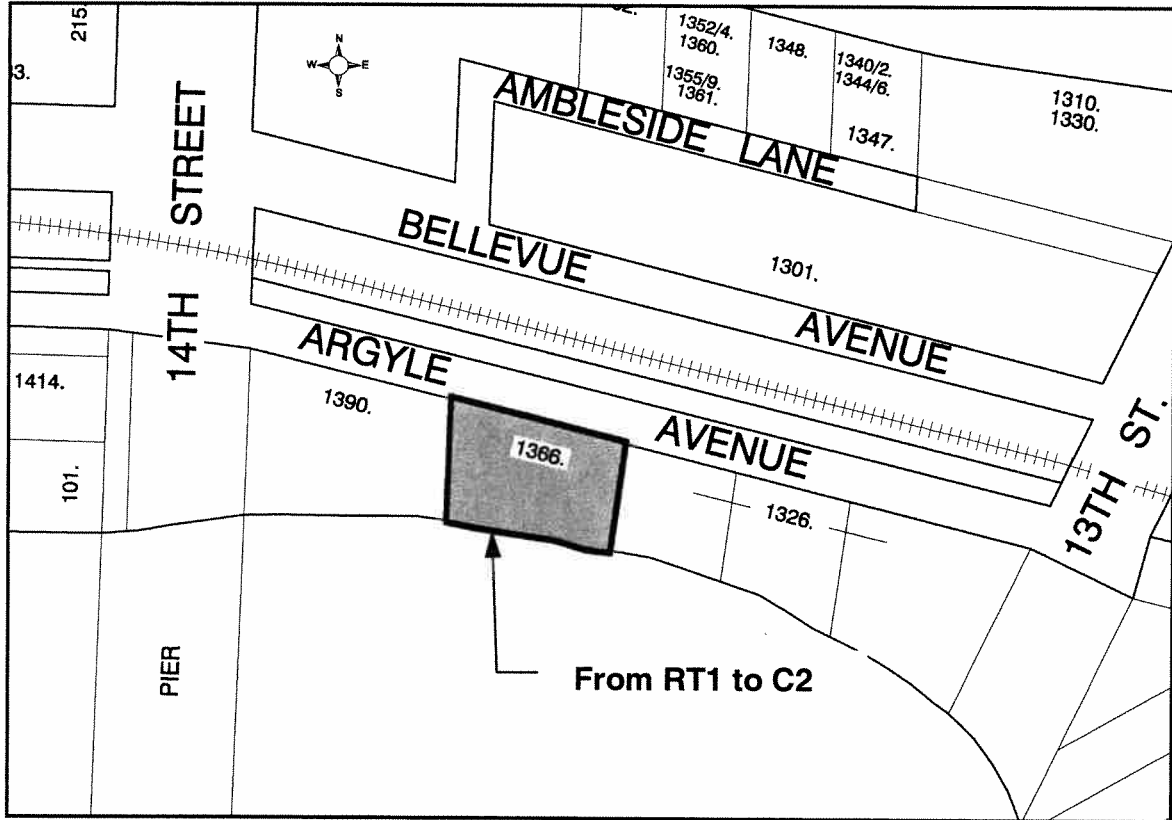 215
3.
N
W E
S
1352/4.
1360.
1355/9.
1361.
1348.
1340/2.
1344/6.
1347.
1310.
1330.
AMBLESIDE LANE
14TH STREET
BELLEVUE AVENUE
1301.
ARGYLE AVENUE
13TH ST.
1414.
1390.
1366.
101.
1326.
PIER
From RT1 to C2